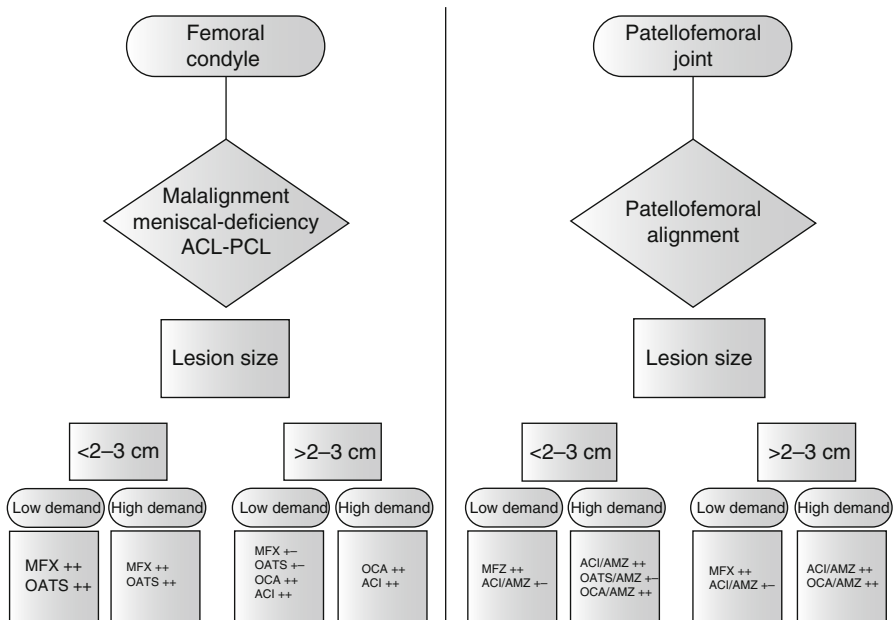 Femoral
condyle
Malalignment
meniscal-deficiency
ACL-PCL
Lesion size
<2–3 cm
>2–3 cm
Low demand
High demand
Low demand
High demand
MFX ++
OATS ++
MFX ++
OATS ++
MFX +–
OATS +–
OCA ++
ACI ++
OCA ++
ACI ++
Patellofemoral
joint
Patellofemoral
alignment
Lesion size
<2–3 cm
>2–3 cm
Low demand
High demand
Low demand
High demand
MFZ ++
ACI/AMZ +–
ACI/AMZ ++
OATS/AMZ +–
OCA/AMZ ++
MFX ++
ACI/AMZ +–
ACI/AMZ ++
OCA/AMZ ++